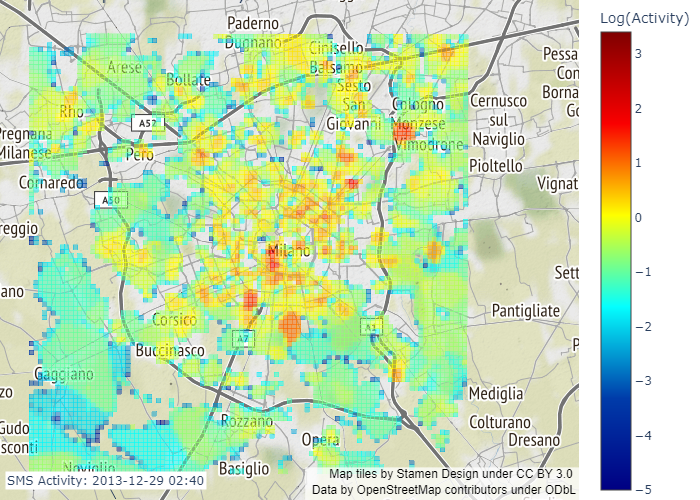 Log(Activity)
Paderno
Dugnano
Cinisello
Balsamo
Pessa
Con
Arese
Bollate
Sesto
San
Giovanni
Borna
Go
Rho
A57
Cologno
Monzese
Cernusco
sul
Naviglio
Pregnana
Milanese
Pero
Vimodrone
Pioltello
Cornaredo
A50
Vignat
reggio
Milano
Sett
ano
Pantigliate
Corsico
A7
A1
P
Buccinasco
Gaggiano
Mediglia
zzo
Rozzano
Colturano
Gudo
Opera
Dresano
sconti
Noviglio
Basiglio
SMS Activity: 2013-12-29 02:40
Map tiles by Stamen Design under CC BY 3.0
Data by OpenStreetMap contributors under ODbL
3
2
1
0
−1
−2
−3
−4
−5